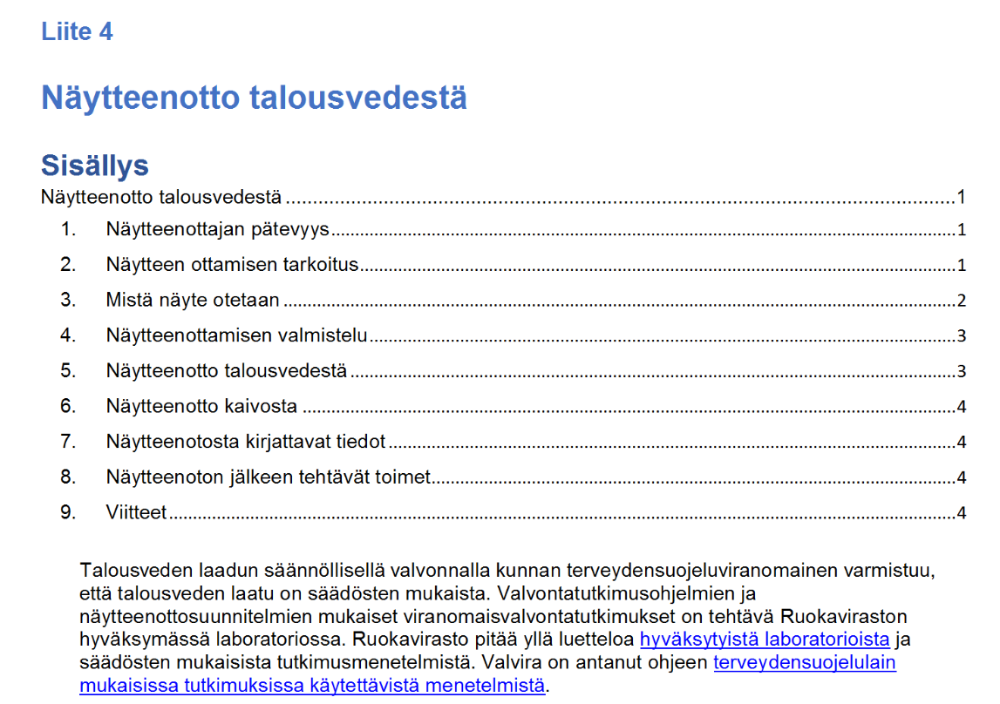 Liite 4
Näytteenotto talousvedestä
Sisällys
Näytteenotto talousvedestä ........ 1
1. Näytteenottajan pätevyys ........ 1
2. Näytteen ottamisen tarkoitus ........ 1
3. Mistä näyte otetaan ........ 2
4. Näytteenottamisen valmistelu ........ 3
5. Näytteenotto talousvedestä ........ 3
6. Näytteenotto kaivosta ........ 4
7. Näytteenotosta kirjattavat tiedot ........ 4
8. Näytteenoton jälkeen tehtävät toimet ........ 4
9. Viitteet ........ 4
Talousveden laadun säännöllisellä valvonnalla kunnan terveydensuojeluviranomainen varmistuu,
että talousveden laatu on säädösten mukaista. Valvontatutkimusohjelmien ja
näytteenottosuunnitelmien mukaiset viranomaisvalvontatutkimukset on tehtävä Ruokaviraston
hyväksymässä laboratoriossa. Ruokavirasto pitää yllä luetteloa hyväksytyistä laboratorioista ja
säädösten mukaisista tutkimusmenetelmistä. Valvira on antanut ohjeen terveydensuojelulain
mukaisissa tutkimuksissa käytettävistä menetelmistä.